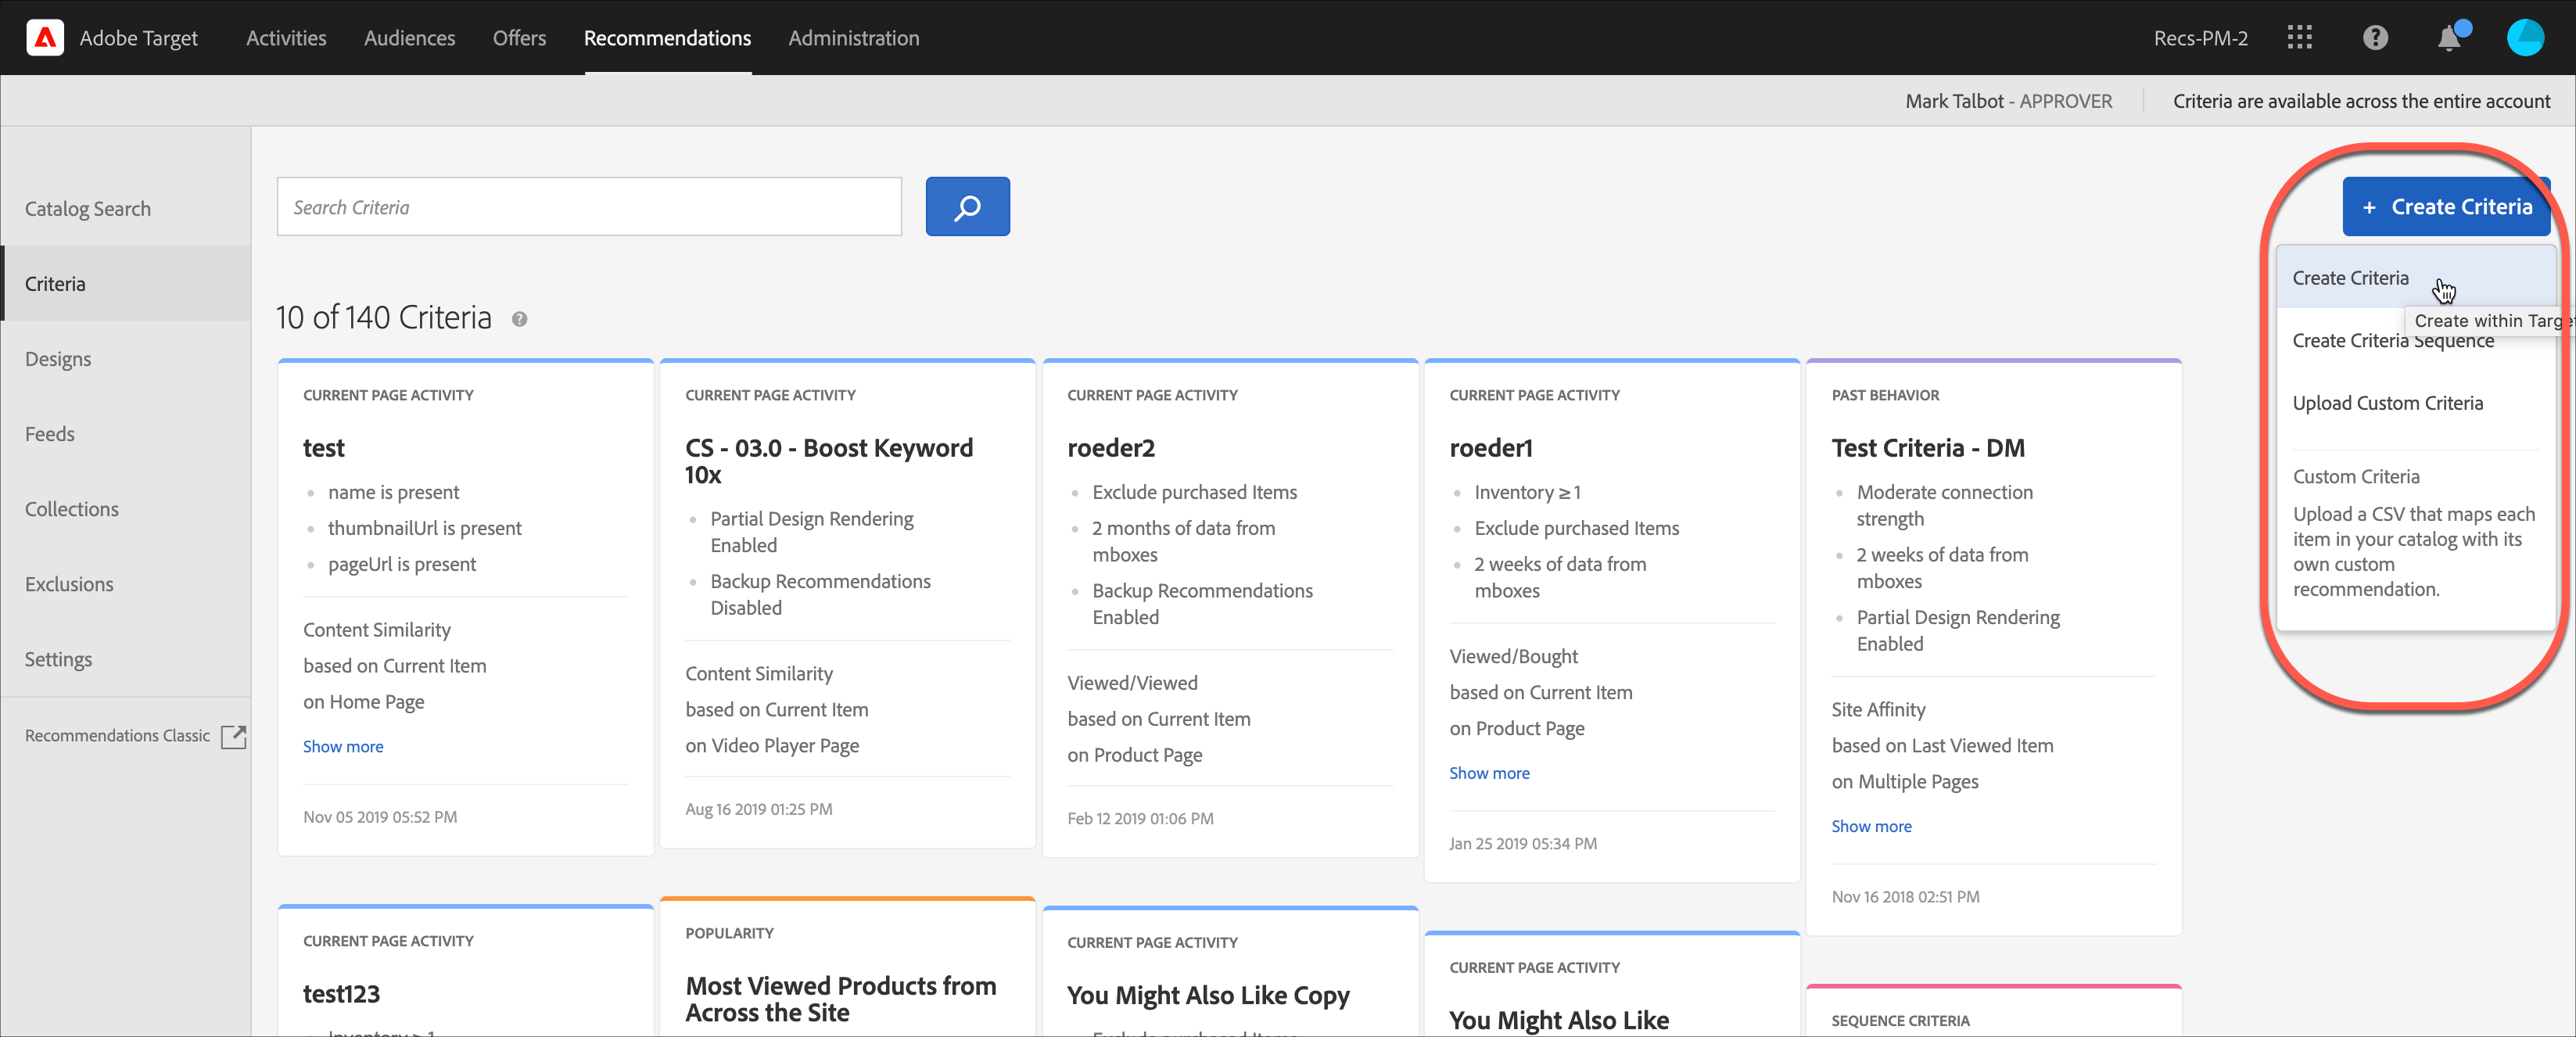 Adobe Target
Activities
Audiences
Offers
Recommendations
Administration
Recs-PM-2
Mark Talbot - APPROVER
Criteria are available across the entire account
Catalog Search
Criteria
Designs
Feeds
Collections
Exclusions
Settings
Recommendations Classic
Search Criteria
+ Create Criteria
Create Criteria
Create within Targe
Create Criteria Sequence
Upload Custom Criteria
Custom Criteria
Upload a CSV that maps each
item in your catalog with its
own custom
recommendation.
10 of 140 Criteria
CURRENT PAGE ACTIVITY
test
name is present
thumbnailUrl is present
pageUrl is present
Content Similarity
based on Current Item
on Home Page
Show more
Nov 05 2019 05:52 PM
CURRENT PAGE ACTIVITY
CS - 03.0 - Boost Keyword
10x
Partial Design Rendering
Enabled
Backup Recommendations
Disabled
Content Similarity
based on Current Item
on Video Player Page
Aug 16 2019 01:25 PM
CURRENT PAGE ACTIVITY
roeder2
Exclude purchased Items
2 months of data from
mboxes
Backup Recommendations
Enabled
Viewed/Viewed
based on Current Item
on Product Page
Feb 12 2019 01:06 PM
CURRENT PAGE ACTIVITY
roeder1
Inventory ≥ 1
Exclude purchased Items
2 weeks of data from
mboxes
Viewed/Bought
based on Current Item
on Product Page
Show more
Jan 25 2019 05:34 PM
PAST BEHAVIOR
Test Criteria - DM
Moderate connection
strength
2 weeks of data from
mboxes
Partial Design Rendering
Enabled
Site Affinity
based on Last Viewed Item
on Multiple Pages
Show more
Nov 16 2018 02:51 PM
CURRENT PAGE ACTIVITY
test123
Inventory ≥ 1
POPULARITY
Most Viewed Products from
Across the Site
CURRENT PAGE ACTIVITY
You Might Also Like Copy
Exclude purchased Items
CURRENT PAGE ACTIVITY
You Might Also Like
SEQUENCE CRITERIA